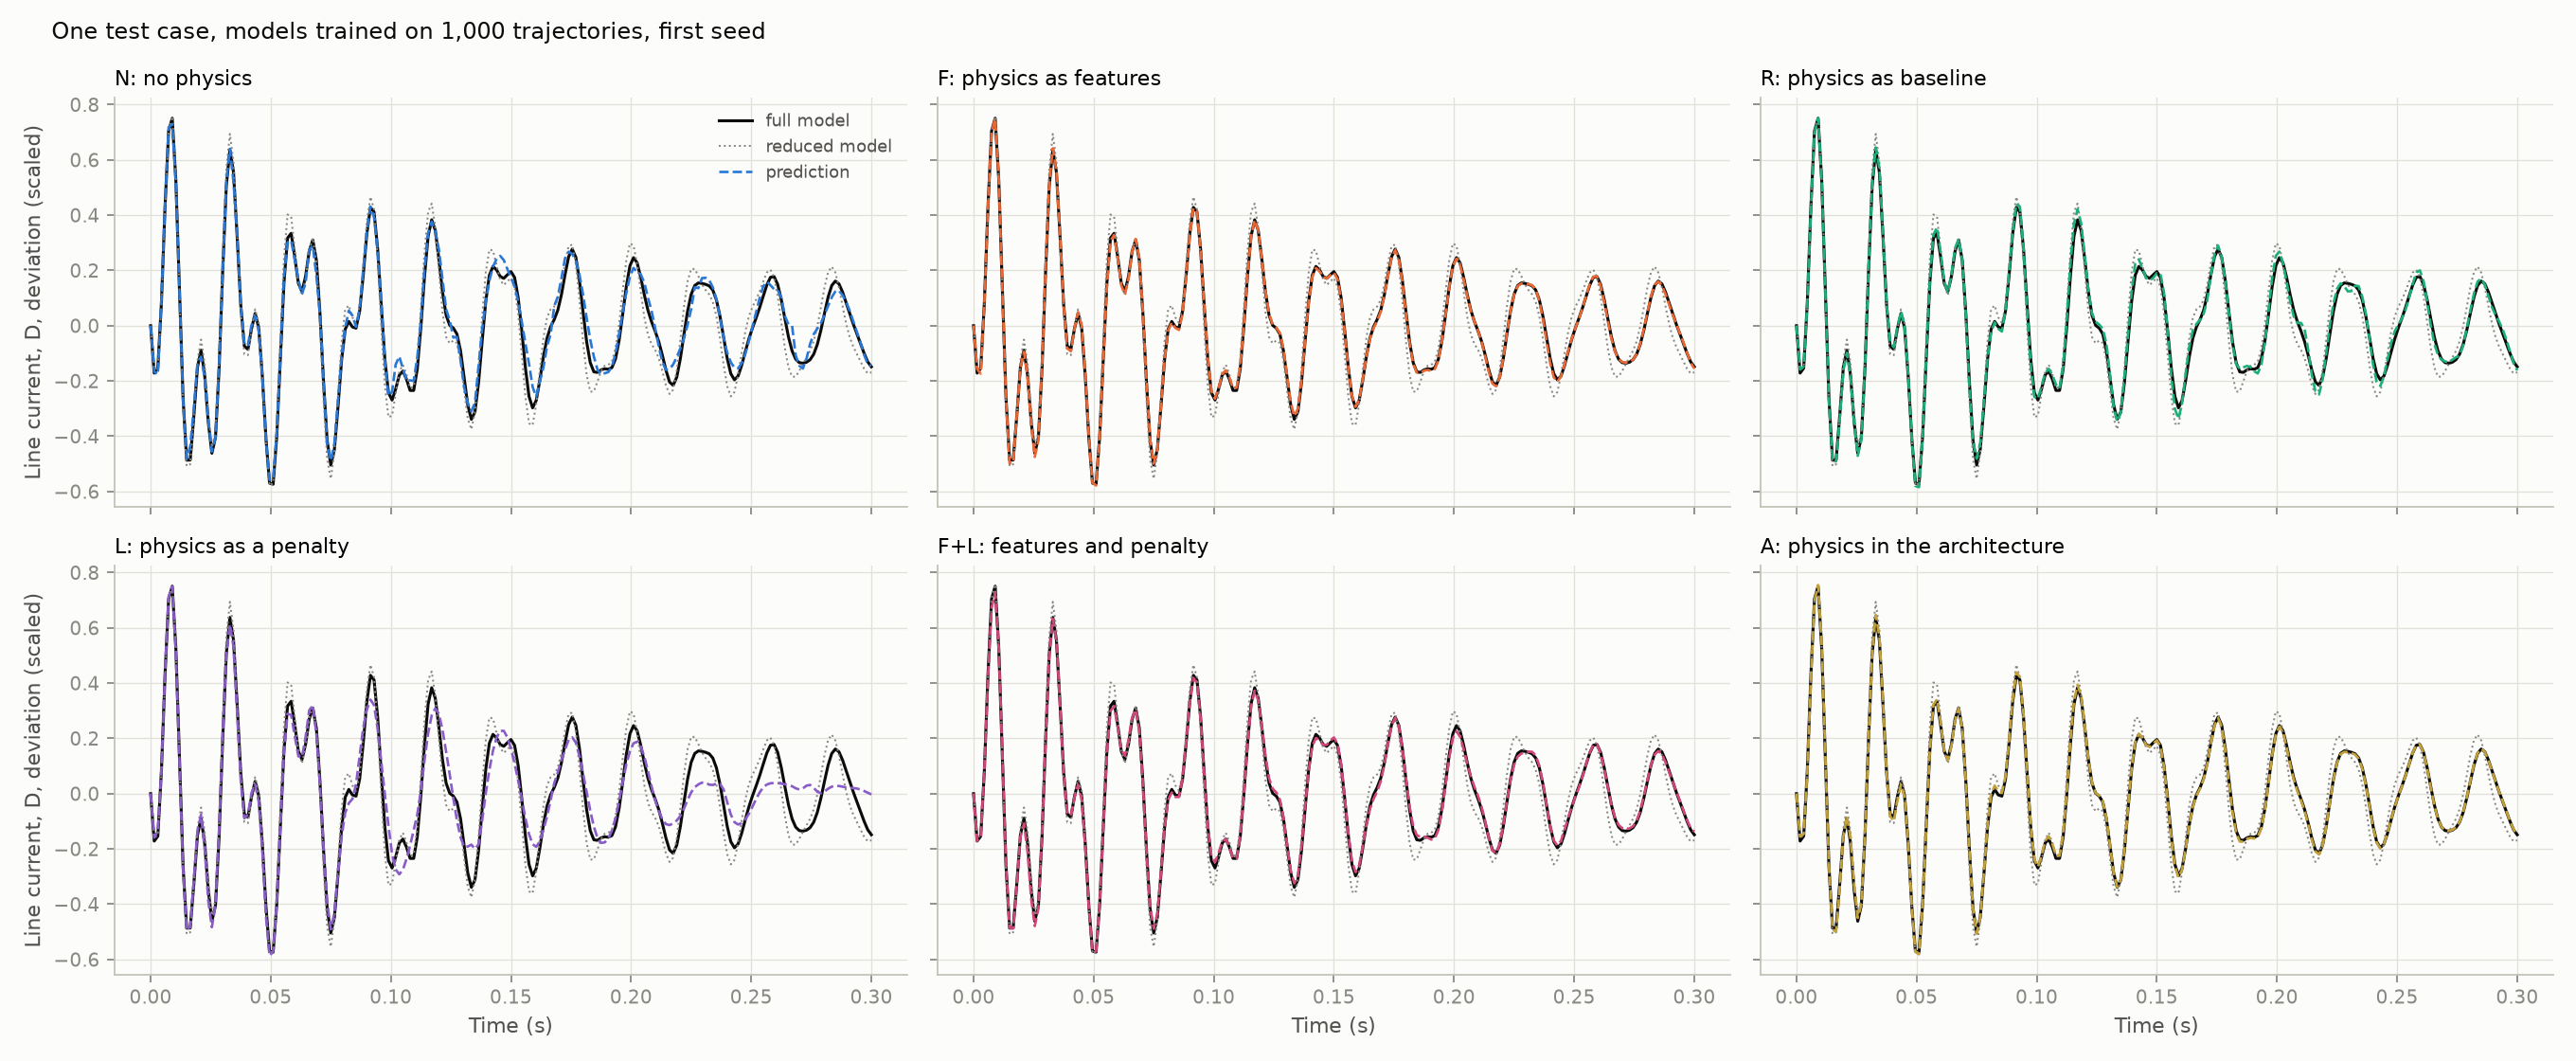 One test case, models trained on 1,000 trajectories, first seed
N: no physics
F: physics as features
R: physics as baseline
full model
reduced model
prediction
Line current, D, deviation (scaled)
0.8
0.6
0.4
0.2
0.0
−0.2
−0.4
−0.6
L: physics as a penalty
F+L: features and penalty
A: physics in the architecture
Line current, D, deviation (scaled)
0.8
0.6
0.4
0.2
0.0
−0.2
−0.4
−0.6
0.00 0.05 0.10 0.15 0.20 0.25 0.30
0.00 0.05 0.10 0.15 0.20 0.25 0.30
0.00 0.05 0.10 0.15 0.20 0.25 0.30
Time (s)
Time (s)
Time (s)